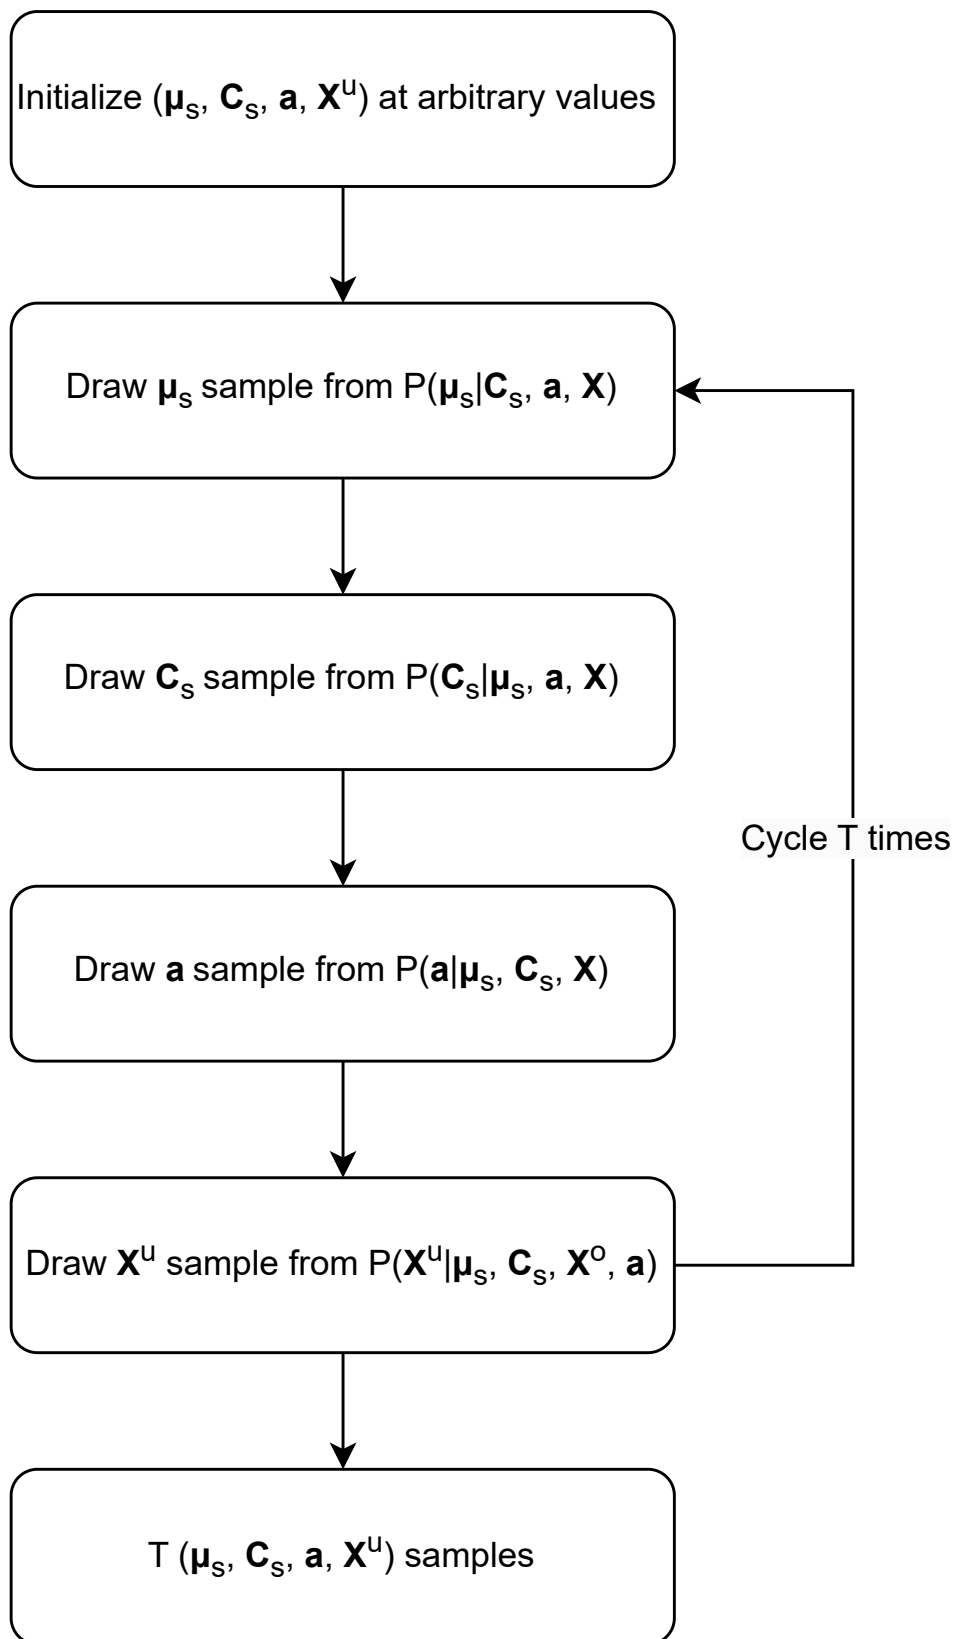 Initialize (μs, Cs, a, Xᵘ) at arbitrary values
Draw μs sample from P(μs|Cs, a, X)
Draw Cs sample from P(Cs|μs, a, X)
Cycle T times
Draw a sample from P(a|μs, Cs, X)
Draw Xᵘ sample from P(Xᵘ|μs, Cs, Xᵒ, a)
T (μs, Cs, a, Xᵘ) samples